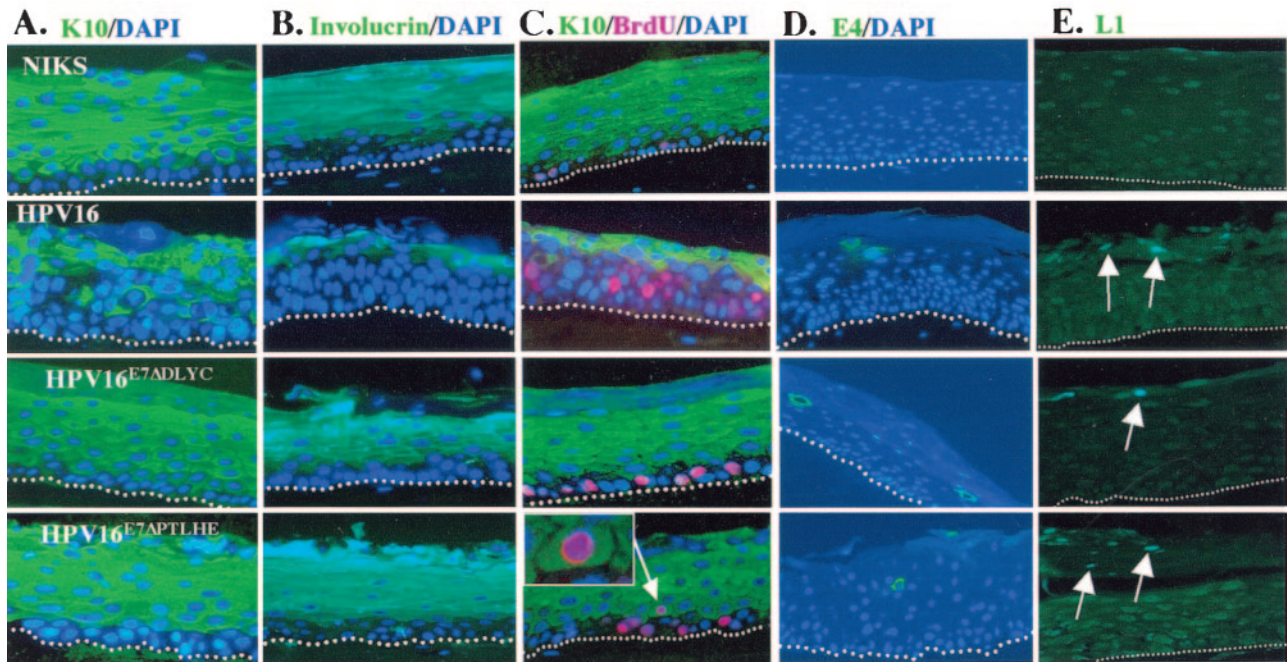 A. K10/DAPI B. Involucrin/DAPI C. K10/BrdU/DAPI D. E4/DAPI E. L1
NIKS
HPV16
HPV16E7ΔDLYC
HPV16E7ΔPTLHE